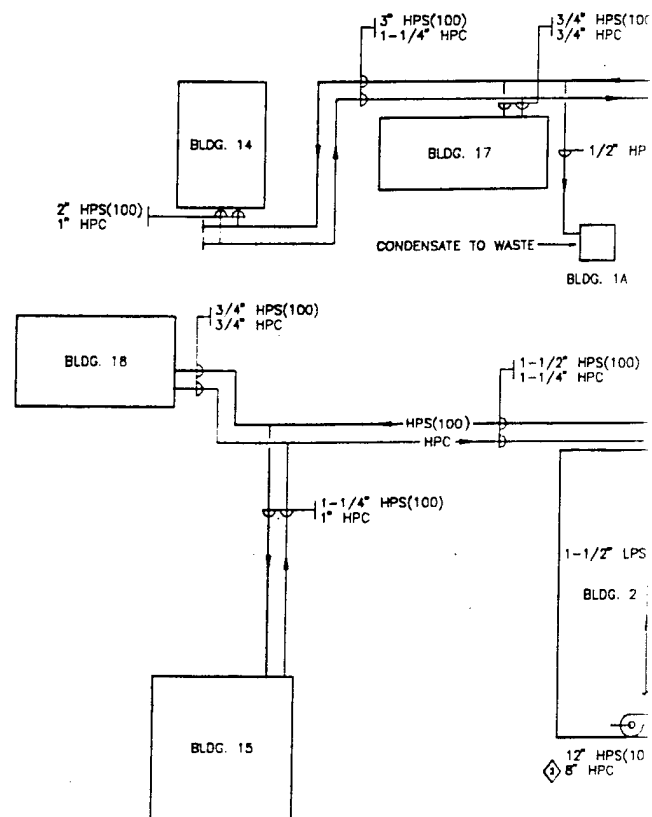 3" HPS(100)
1-1/4" HPC
3/4" HPS(100
3/4" HPC
BLDG. 14
BLDG. 17
1/2" HP
2" HPS(100)
1" HPC
CONDENSATE TO WASTE
BLDG. 1A
3/4" HPS(100)
3/4" HPC
BLDG. 18
1-1/2" HPS(100)
1-1/4" HPC
HPS(100)
HPC
1-1/4" HPS(100)
1" HPC
1-1/2" LPS
BLDG. 2
BLDG. 15
12" HPS(10
3 8" HPC